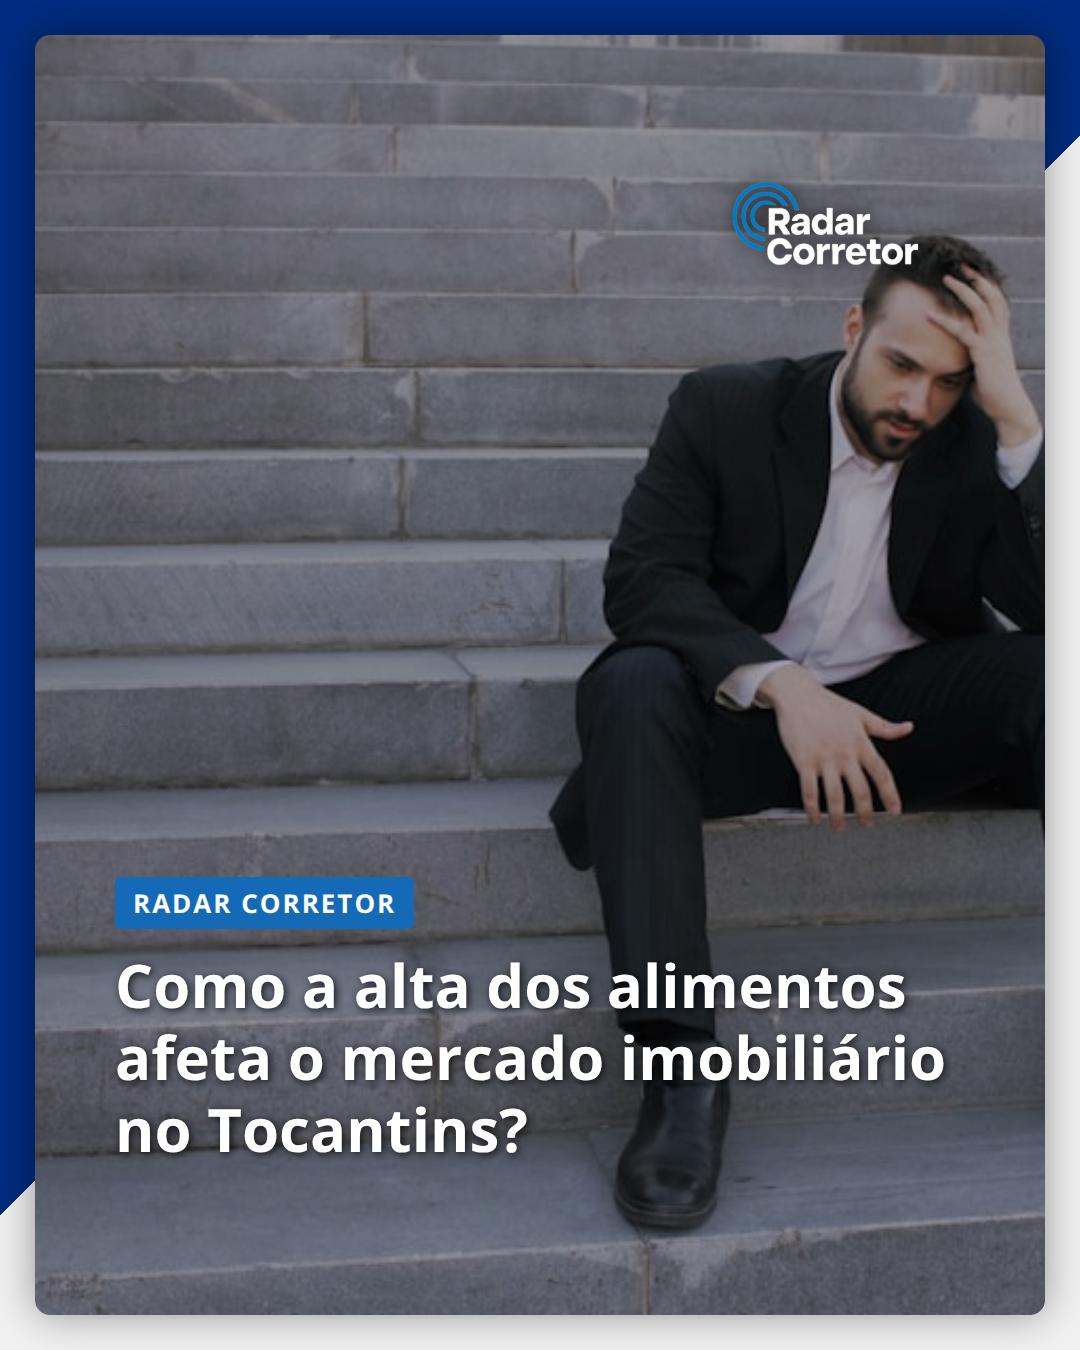 Radar
Corretor
RADAR CORRETOR
Como a alta dos alimentos
afeta o mercado imobiliário
no Tocantins?